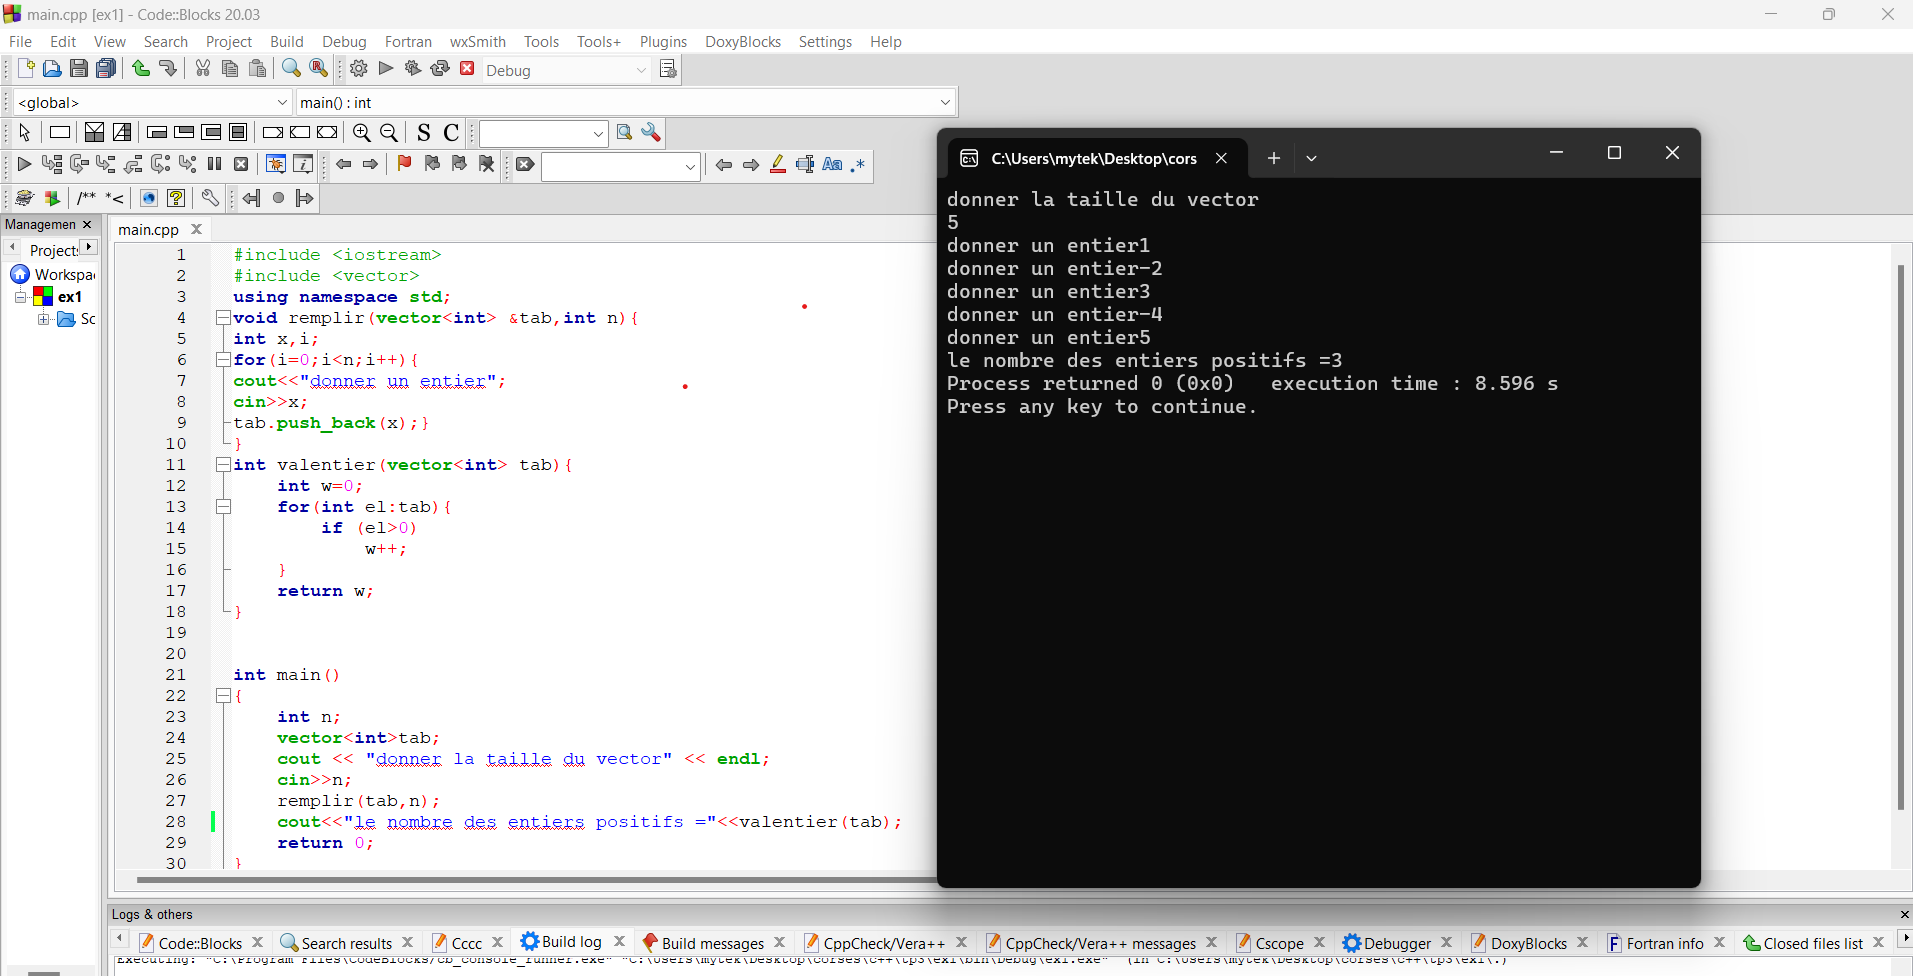 main.cpp [ex1] - Code::Blocks 20.03
File Edit View Search Project Build Debug Fortran wxSmith Tools Tools+ Plugins DoxyBlocks Settings Help
Debug
<global> main() : int
S C
Aa .*
/** *<
Managemen
Project:
Workspa
ex1
Sc
main.cpp
1 #include <iostream>
2 #include <vector>
3 using namespace std;
4 void remplir(vector<int> &tab,int n){
5 int x,i;
6 for(i=0;i<n;i++){
7 cout<<"donner un entier";
8 cin>>x;
9 tab.push_back(x);}
10 }
11 int valentier(vector<int> tab){
12 int w=0;
13 for(int el:tab){
14 if (el>0)
15 w++;
16 }
17 return w;
18 }
19
20
21 int main()
22 {
23 int n;
24 vector<int>tab;
25 cout << "donner la taille du vector" << endl;
26 cin>>n;
27 remplir(tab,n);
28 cout<<"le nombre des entiers positifs ="<<valentier(tab);
29 return 0;
30 }
C:\Users\mytek\Desktop\cors
donner la taille du vector
5
donner un entier1
donner un entier-2
donner un entier3
donner un entier-4
donner un entier5
le nombre des entiers positifs =3
Process returned 0 (0x0)   execution time : 8.596 s
Press any key to continue.
Logs & others
Code::Blocks Search results Cccc Build log Build messages CppCheck/Vera++ CppCheck/Vera++ messages Cscope Debugger DoxyBlocks Fortran info Closed files list
Executing: "C:\Program Files\CodeBlocks/cb_console_runner.exe" "C:\Users\mytek\Desktop\corses\c++\tp3\ex1\bin\Debug\ex1.exe" (in C:\Users\mytek\Desktop\corses\c++\tp3\ex1\.)